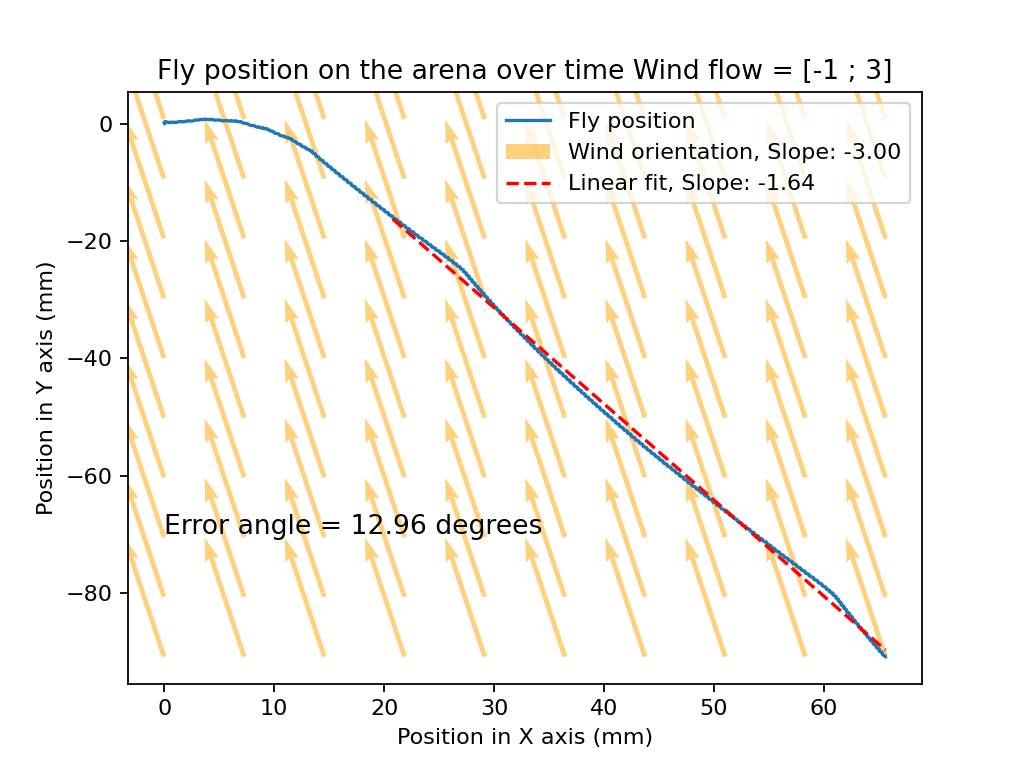 Fly position on the arena over time Wind flow = [-1 ; 3]
Fly position
Wind orientation, Slope: -3.00
Linear fit, Slope: -1.64
0
−20
−40
−60
−80
Position in Y axis (mm)
Error angle = 12.96 degrees
0 10 20 30 40 50 60
Position in X axis (mm)